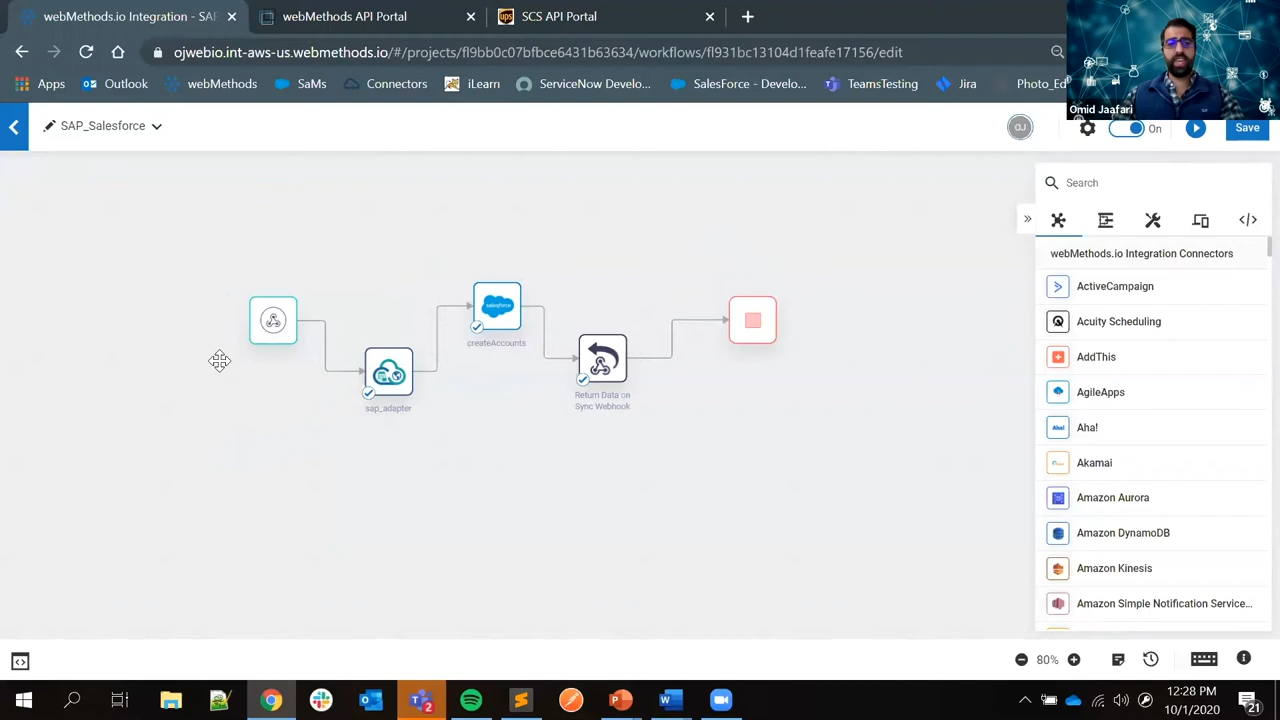 webMethods.io Integration - SAP
webMethods API Portal
SCS API Portal
ojwebio.int-aws-us.webmethods.io/#/projects/
/edit
Apps
Outlook
webMethods
SaMs
Connectors
iLearn
ServiceNow Develo...
SalesForce - Develo...
TeamsTesting
Jira
Photo_Ed
Omid Jaafari
SAP_Salesforce
OJ
On
Save
Search
webMethods.io Integration Connectors
ActiveCampaign
Acuity Scheduling
AddThis
AgileApps
Aha!
Aha!
Akamai
Amazon Aurora
Amazon DynamoDB
Amazon Kinesis
Amazon Simple Notification Service...
salesforce
createAccounts
sap_adapter
Return Data on
Sync Webhook
80%
2
12:28 PM
10/1/2020
21